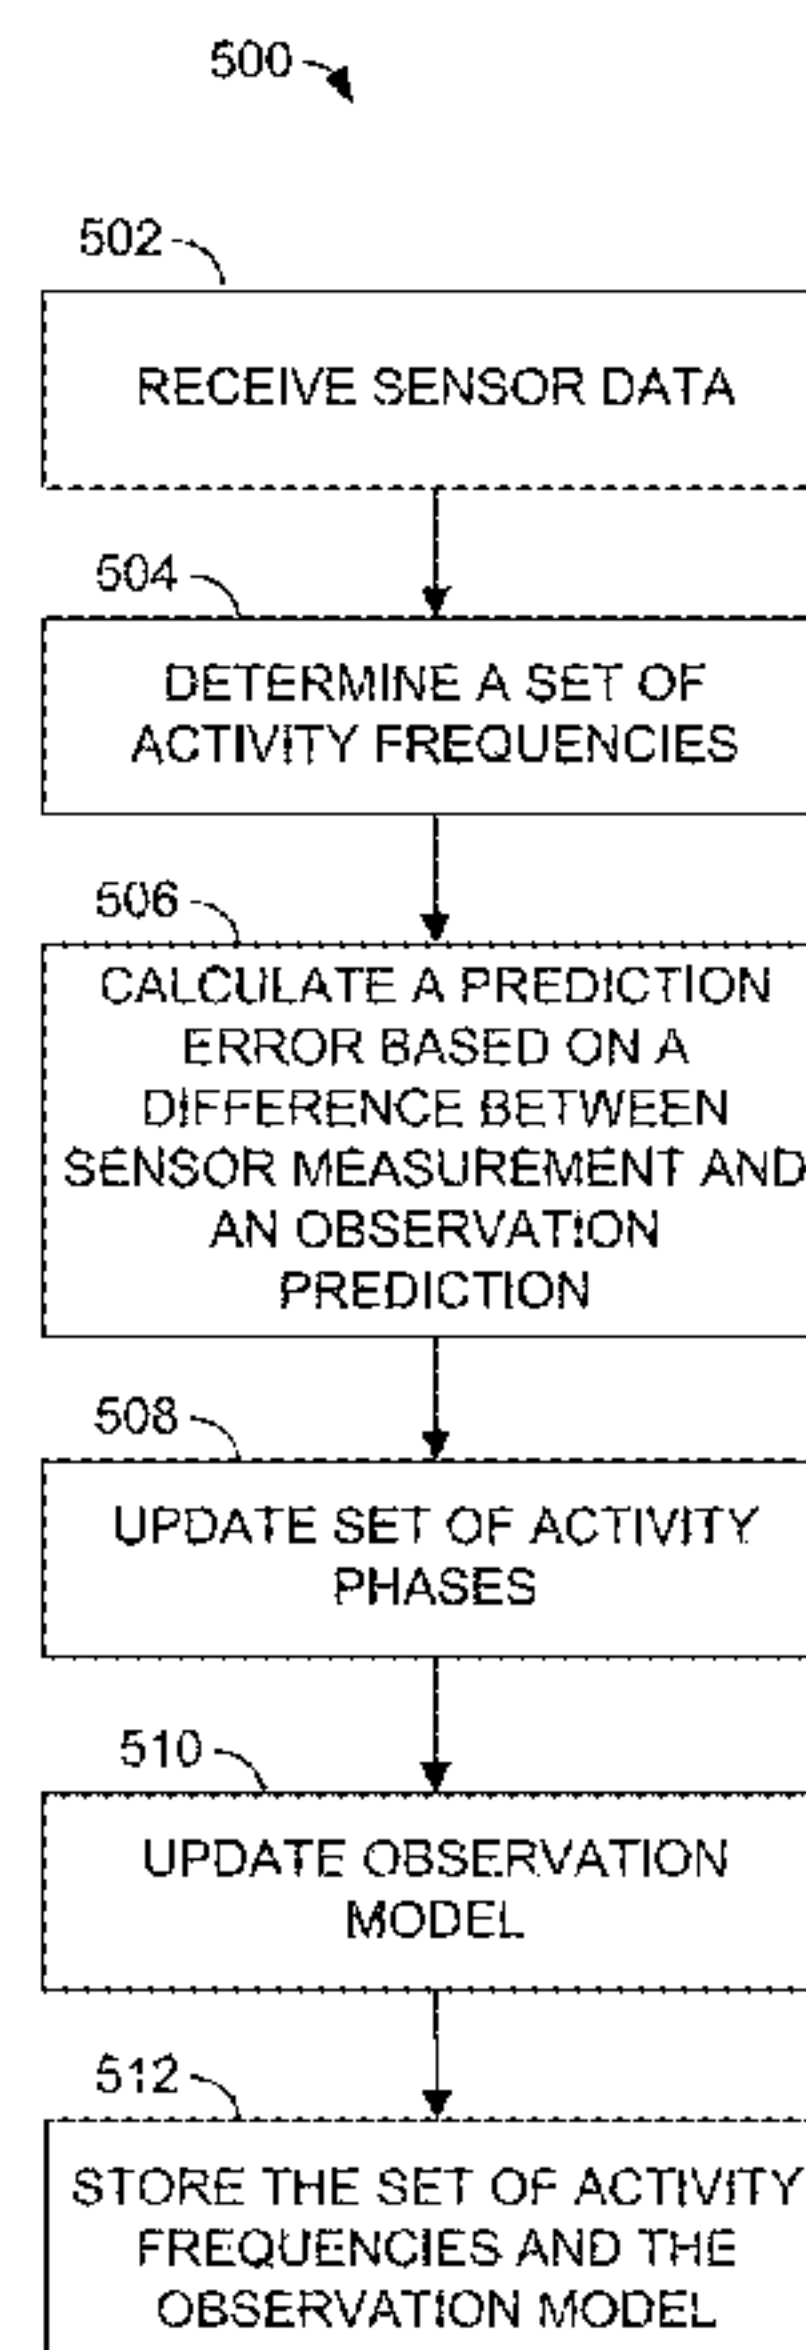 500
502
RECEIVE SENSOR DATA
504
DETERMINE A SET OF
ACTIVITY FREQUENCIES
506
CALCULATE A PREDICTION
ERROR BASED ON A
DIFFERENCE BETWEEN
SENSOR MEASUREMENT AND
AN OBSERVATION
PREDICTION
508
UPDATE SET OF ACTIVITY
PHASES
510
UPDATE OBSERVATION
MODEL
512
STORE THE SET OF ACTIVITY
FREQUENCIES AND THE
OBSERVATION MODEL